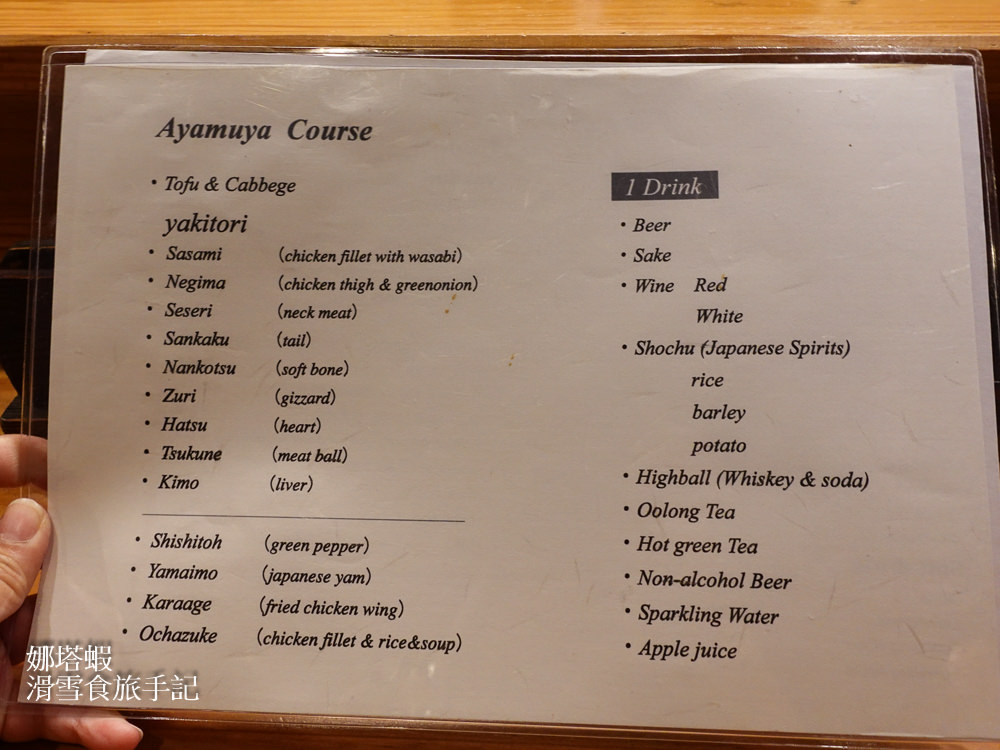 Ayamuya Course
• Tofu & Cabbege
yakitori
• Sasami (chicken fillet with wasabi)
• Negima (chicken thigh & greenonion)
• Seseri (neck meat)
• Sankaku (tail)
• Nankotsu (soft bone)
• Zuri (gizzard)
• Hatsu (heart)
• Tsukune (meat ball)
• Kimo (liver)
• Shishitoh (green pepper)
• Yamaimo (japanese yam)
• Karaage (fried chicken wing)
• Ochazuke (chicken fillet & rice&soup)
1 Drink
• Beer
• Sake
• Wine Red
White
• Shochu (Japanese Spirits)
rice
barley
potato
• Highball (Whiskey & soda)
• Oolong Tea
• Hot green Tea
• Non-alcohol Beer
• Sparkling Water
• Apple juice
娜塔蝦
滑雪食旅手記